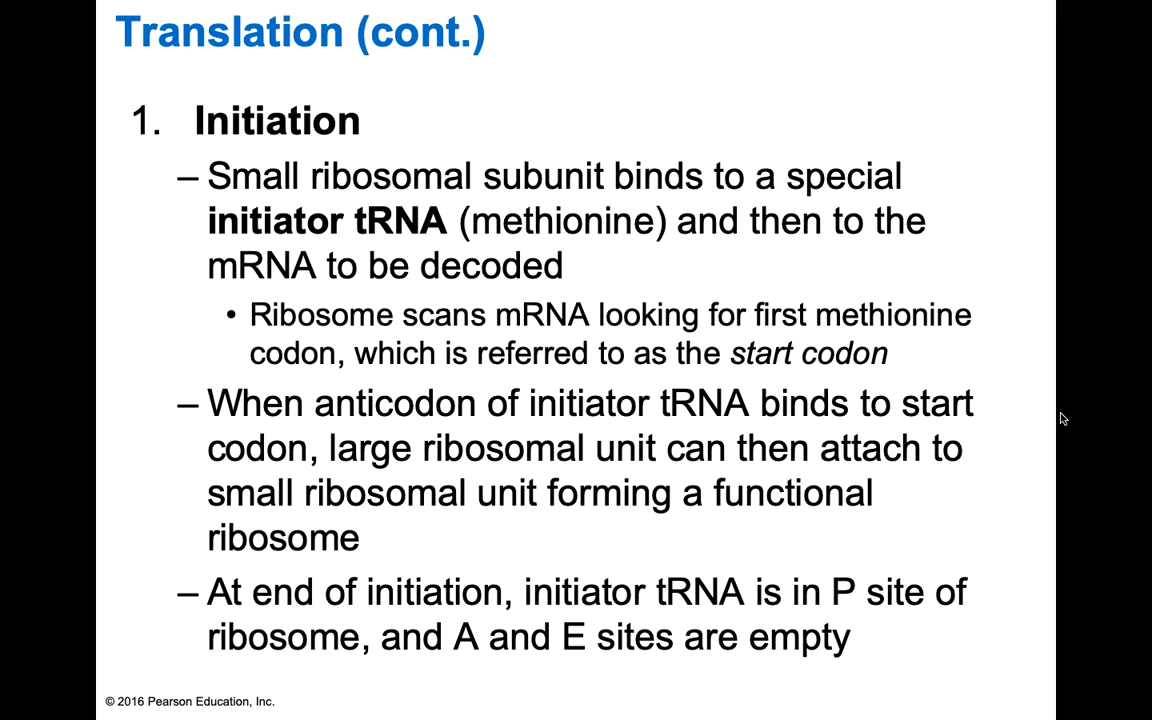 Translation (cont.)
1. Initiation
– Small ribosomal subunit binds to a special
initiator tRNA (methionine) and then to the
mRNA to be decoded
• Ribosome scans mRNA looking for first methionine
codon, which is referred to as the start codon
– When anticodon of initiator tRNA binds to start
codon, large ribosomal unit can then attach to
small ribosomal unit forming a functional
ribosome
– At end of initiation, initiator tRNA is in P site of
ribosome, and A and E sites are empty
© 2016 Pearson Education, Inc.